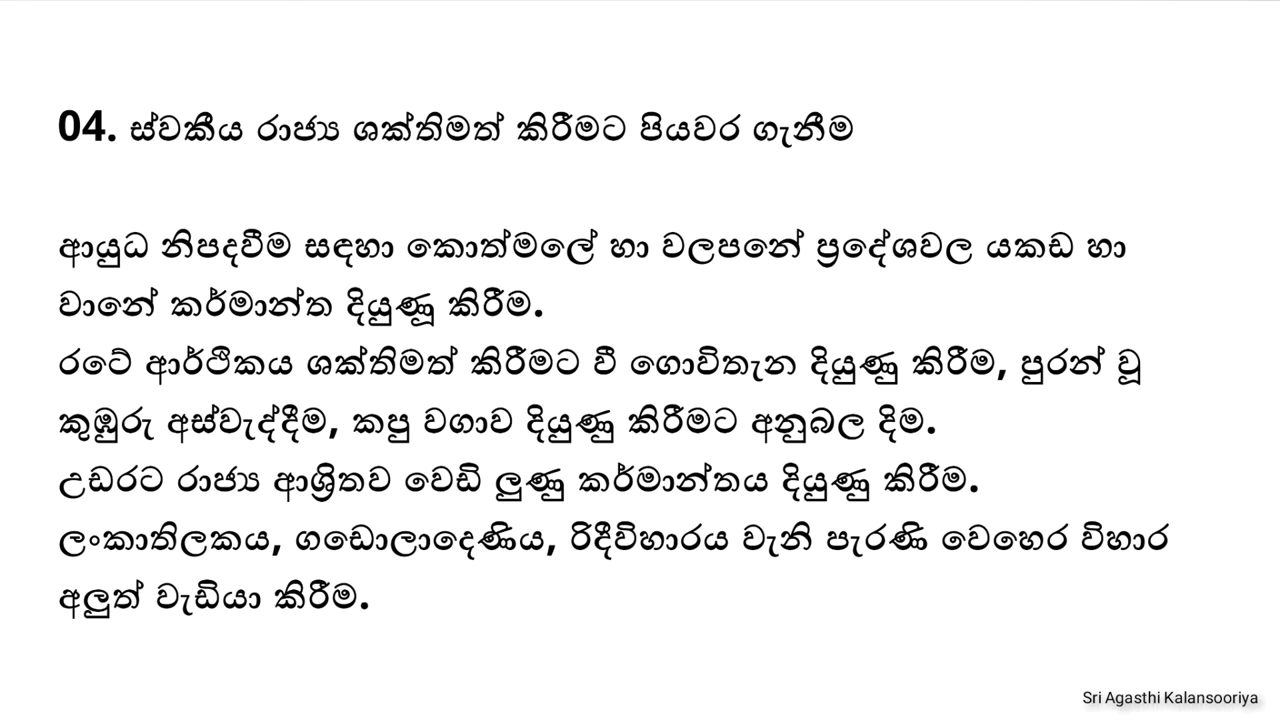 04. ස්වකීය රාජ්‍ය ශක්තිමත් කිරීමට පියවර ගැනීම
ආයුධ නිපදවීම සඳහා කොත්මලේ හා වලපනේ ප්‍රදේශවල යකඩ හා
වානේ කර්මාන්ත දියුණූ කිරීම.
රටේ ආර්ථිකය ශක්තිමත් කිරීමට වී ගොවිතැන දියුණු කිරීම, පුරන් වූ
කුඹුරු අස්වැද්දීම, කපු වගාව දියුණු කිරීමට අනුබල දිම.
උඩරට රාජ්‍ය ආශ්‍රිතව වෙඩි ලුණු කර්මාන්තය දියුණු කිරීම.
ලංකාතිලකය, ගඩොලාදෙණිය, රිදීවිහාරය වැනි පැරණි වෙහෙර විහාර
අලුත් වැඩියා කිරීම.
Sri Agasthi Kalansooriya